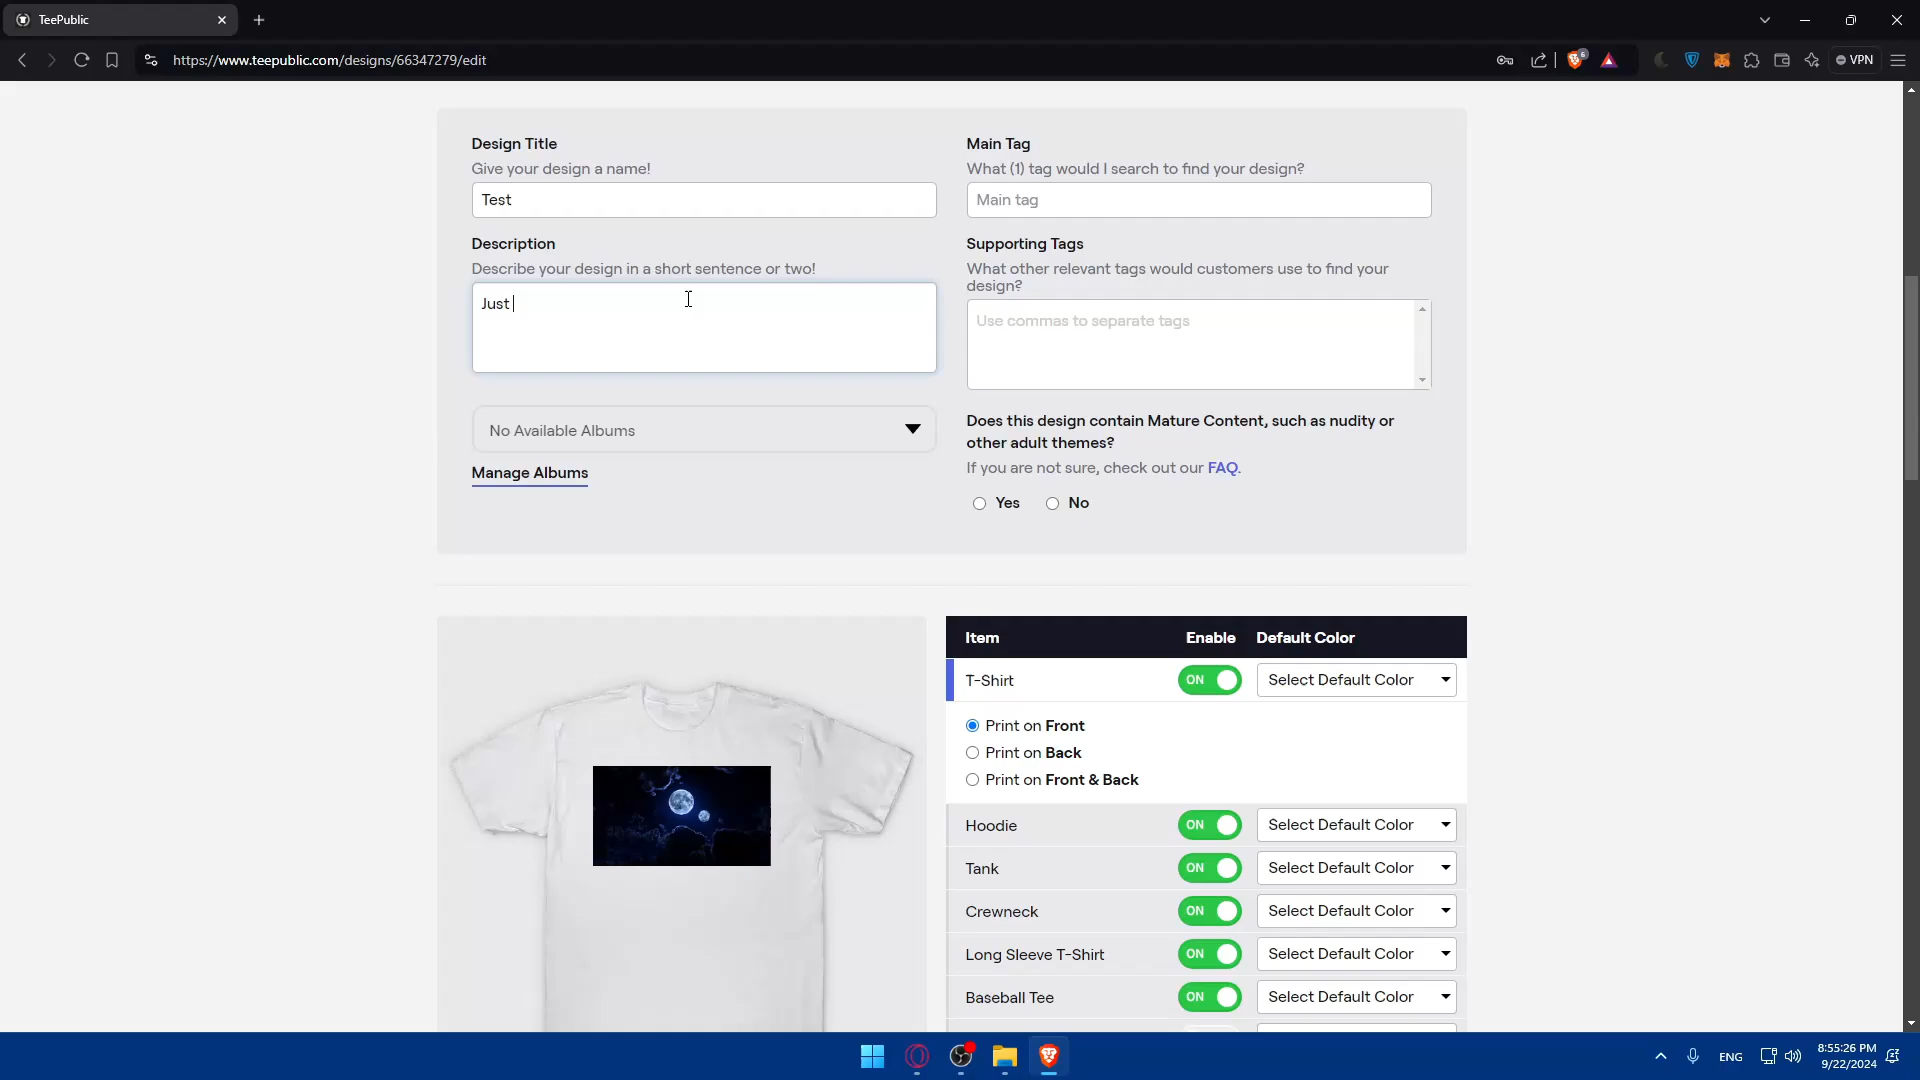 TeePublic
https://www.teepublic.com/designs/66347279/edit
6
VPN
Design Title
Give your design a name!
Test
Description
Describe your design in a short sentence or two!
Just
No Available Albums
Manage Albums
Main Tag
What (1) tag would I search to find your design?
Main tag
Supporting Tags
What other relevant tags would customers use to find your
design?
Use commas to separate tags
Does this design contain Mature Content, such as nudity or
other adult themes?
If you are not sure, check out our FAQ.
Yes No
Item Enable Default Color
T-Shirt ON Select Default Color
Print on Front
Print on Back
Print on Front & Back
Hoodie ON Select Default Color
Tank ON Select Default Color
Crewneck ON Select Default Color
Long Sleeve T-Shirt ON Select Default Color
Baseball Tee ON Select Default Color
ENG
8:55:26 PM
9/22/2024